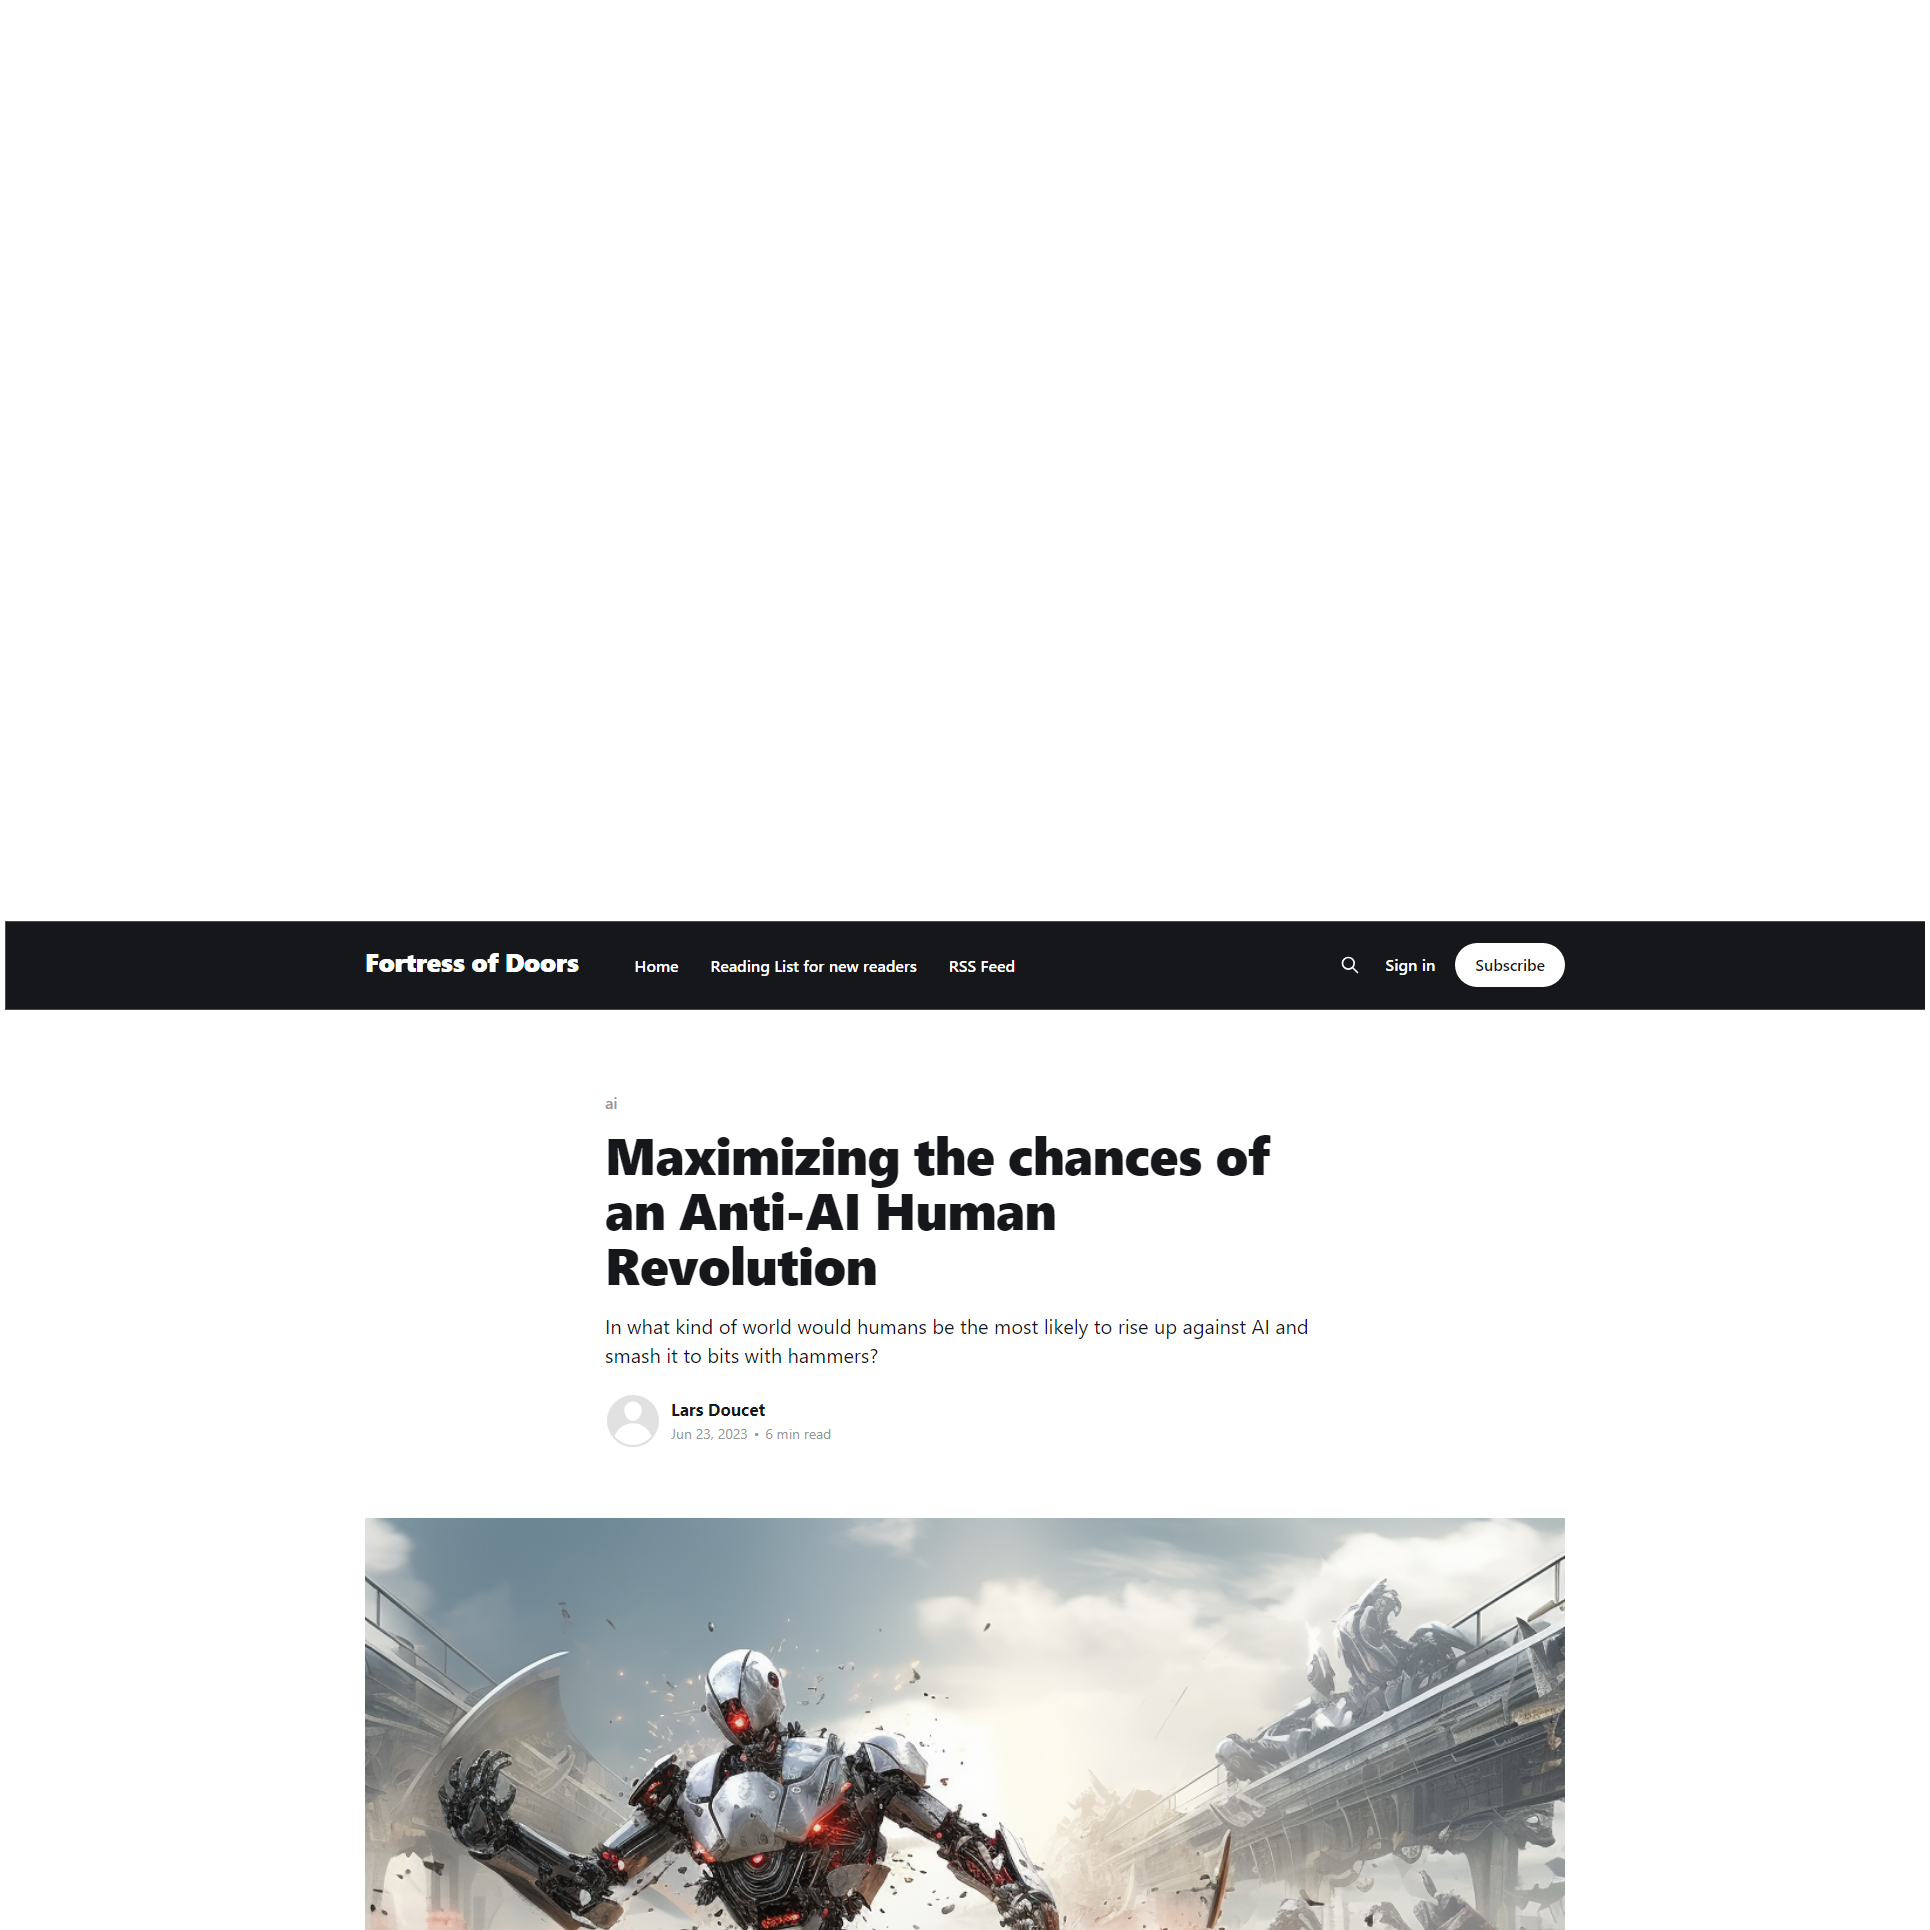 Fortress of Doors
Home
Reading List for new readers
RSS Feed
Sign in
Subscribe
ai
Maximizing the chances of
an Anti-AI Human
Revolution
In what kind of world would humans be the most likely to rise up against AI and
smash it to bits with hammers?
Lars Doucet
Jun 23, 2023 • 6 min read